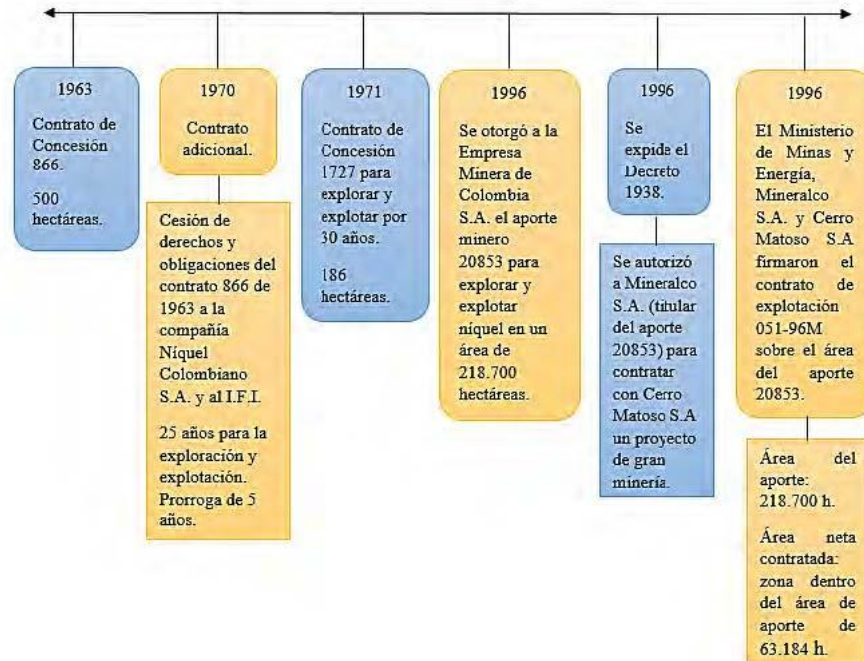 1963
Contrato de
Concesión
866.
500
hectáreas.
1970
Contrato
adicional.
Cesión de
derechos y
obligaciones del
contrato 866 de
1963 a la
compañía
Níquel
Colombiano
S.A. y al I.F.I.
25 años para la
exploración y
explotación.
Prorroga de 5
años.
1971
Contrato de
Concesión
1727 para
explorar y
explotar por
30 años.
186
hectáreas.
1996
Se otorgó a la
Empresa
Minera de
Colombia
S.A. el aporte
minero
20853 para
explorar y
explotar
níquel en un
área de
218.700
hectáreas.
1996
Se
expide el
Decreto
1938.
Se autorizó
a Mineralco
S.A. (titular
del aporte
20853) para
contratar
con Cerro
Matoso S.A
un proyecto
de gran
minería.
1996
El Ministerio
de Minas y
Energía,
Mineralco
S.A. y Cerro
Matoso S.A
firmaron el
contrato de
explotación
051-96M
sobre el área
del aporte
20853.
Área del
aporte:
218.700 h.
Área neta
contratada:
zona dentro
del área de
aporte de
63.184 h.